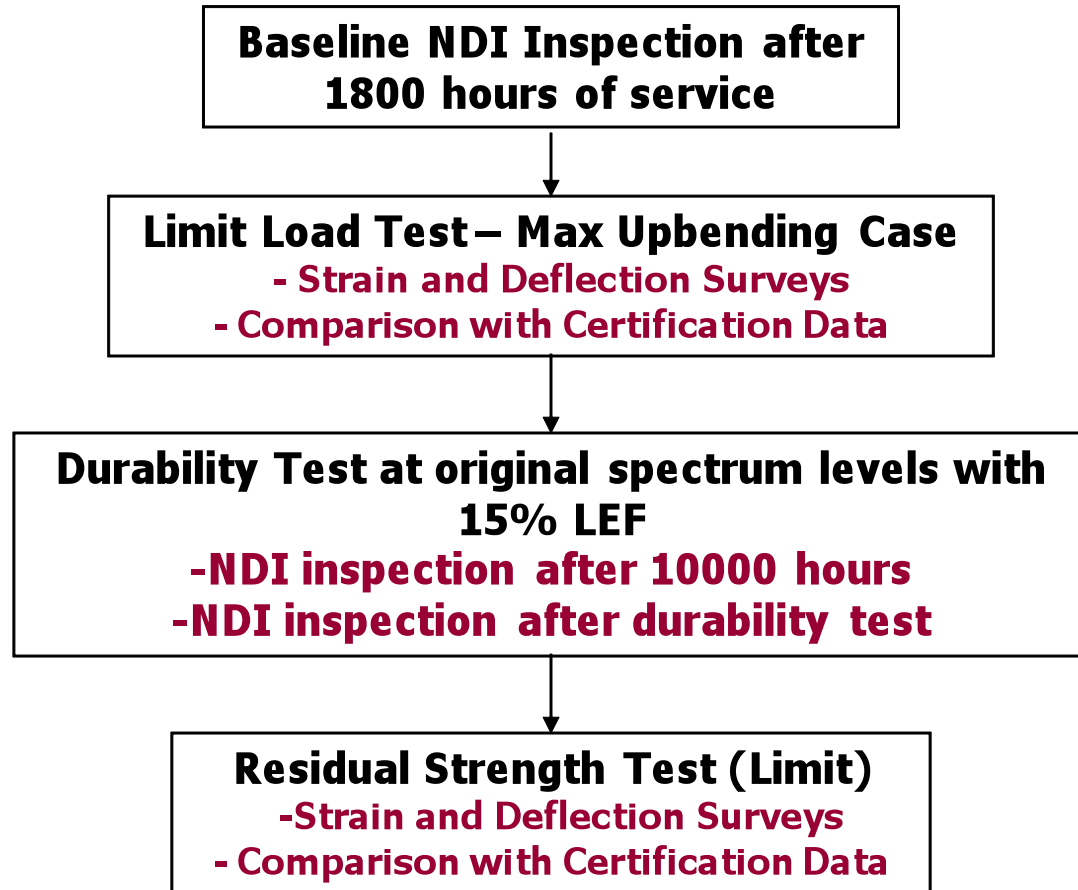 Baseline NDI Inspection after
1800 hours of service
Limit Load Test – Max Upbending Case
- Strain and Deflection Surveys
- Comparison with Certification Data
Durability Test at original spectrum levels with
15% LEF
-NDI inspection after 10000 hours
-NDI inspection after durability test
Residual Strength Test (Limit)
-Strain and Deflection Surveys
- Comparison with Certification Data